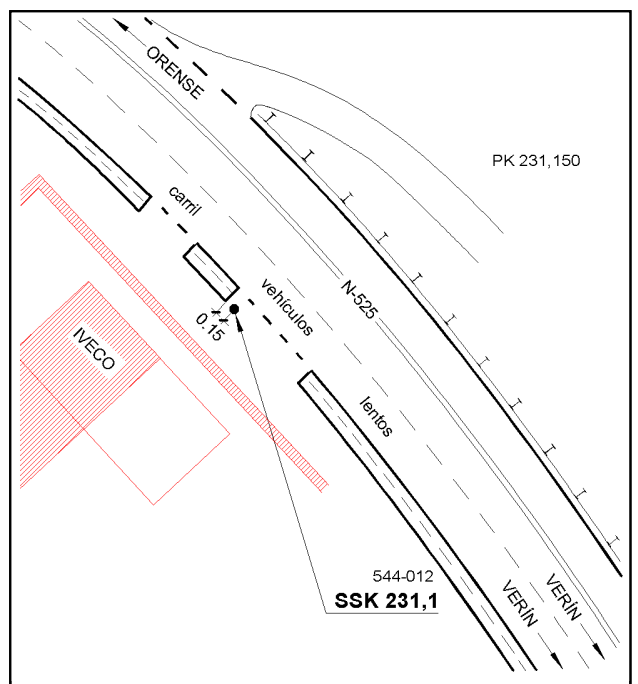 ORENSE
PK 231,150
carril
vehículos
N-525
0.15
IVECO
lentos
544-012
SSK 231,1
VERÍN
VERÍN